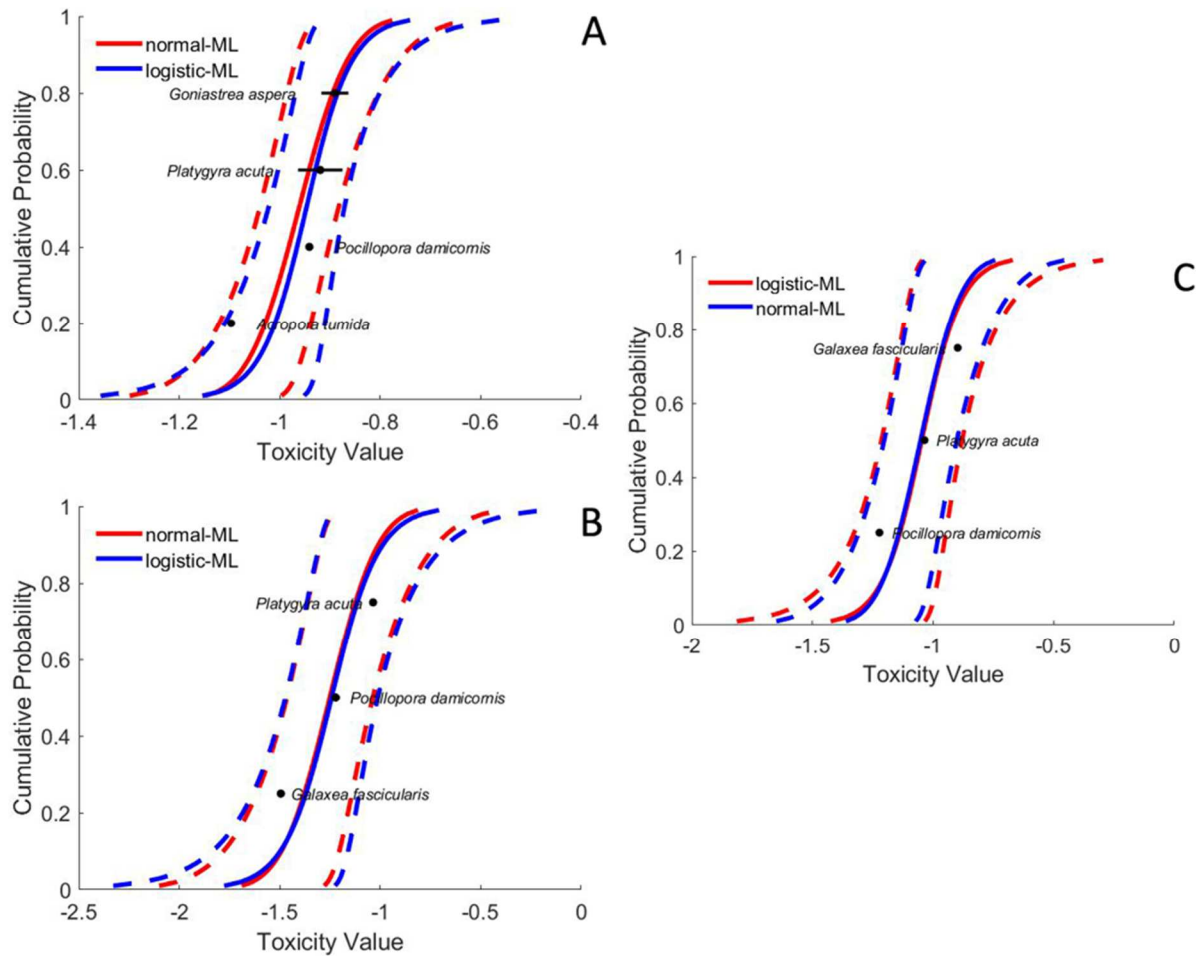 A
normal-ML
logistic-ML
Goniastrea aspera
Platygyra acuta
Pocillopora damicornis
Acropora tumida
Cumulative Probability
1
0.8
0.6
0.4
0.2
0
-1.4
-1.2
-1
-0.8
-0.6
-0.4
Toxicity Value
B
normal-ML
logistic-ML
Platygyra acuta
Pocillopora damicornis
Galaxea fascicularis
Cumulative Probability
1
0.8
0.6
0.4
0.2
0
-2.5
-2
-1.5
-1
-0.5
0
Toxicity Value
C
logistic-ML
normal-ML
Galaxea fascicularis
Platygyra acuta
Pocillopora damicornis
Cumulative Probability
1
0.8
0.6
0.4
0.2
0
-2
-1.5
-1
-0.5
0
Toxicity Value